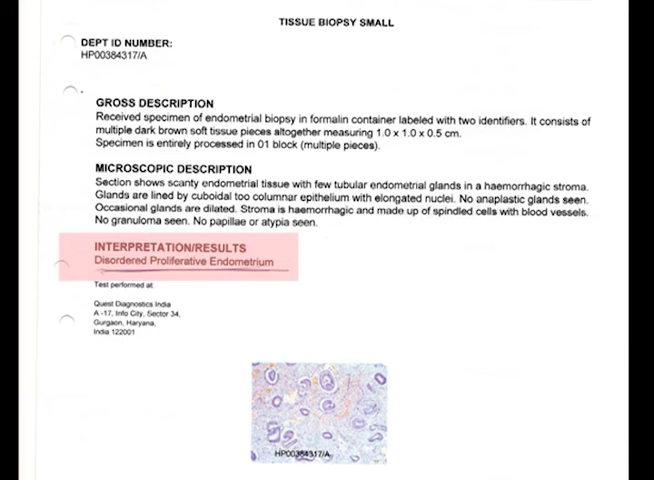 TISSUE BIOPSY SMALL
DEPT ID NUMBER:
HP00384317/A
GROSS DESCRIPTION
Received specimen of endometrial biopsy in formalin container labeled with two identifiers. It consists of
multiple dark brown soft tissue pieces altogether measuring 1.0 x 1.0 x 0.5 cm.
Specimen is entirely processed in 01 block (multiple pieces).
MICROSCOPIC DESCRIPTION
Section shows scanty endometrial tissue with few tubular endometrial glands in a haemorrhagic stroma.
Glands are lined by cuboidal too columnar epithelium with elongated nuclei. No anaplastic glands seen.
Occasional glands are dilated. Stroma is haemorrhagic and made up of spindled cells with blood vessels.
No granuloma seen. No papillae or atypia seen.
INTERPRETATION/RESULTS
Disordered Proliferative Endometrium
Test performed at:
Quest Diagnostics India
A -17, Info City, Sector 34,
Gurgaon, Haryana,
India 122001
HP00384317/A